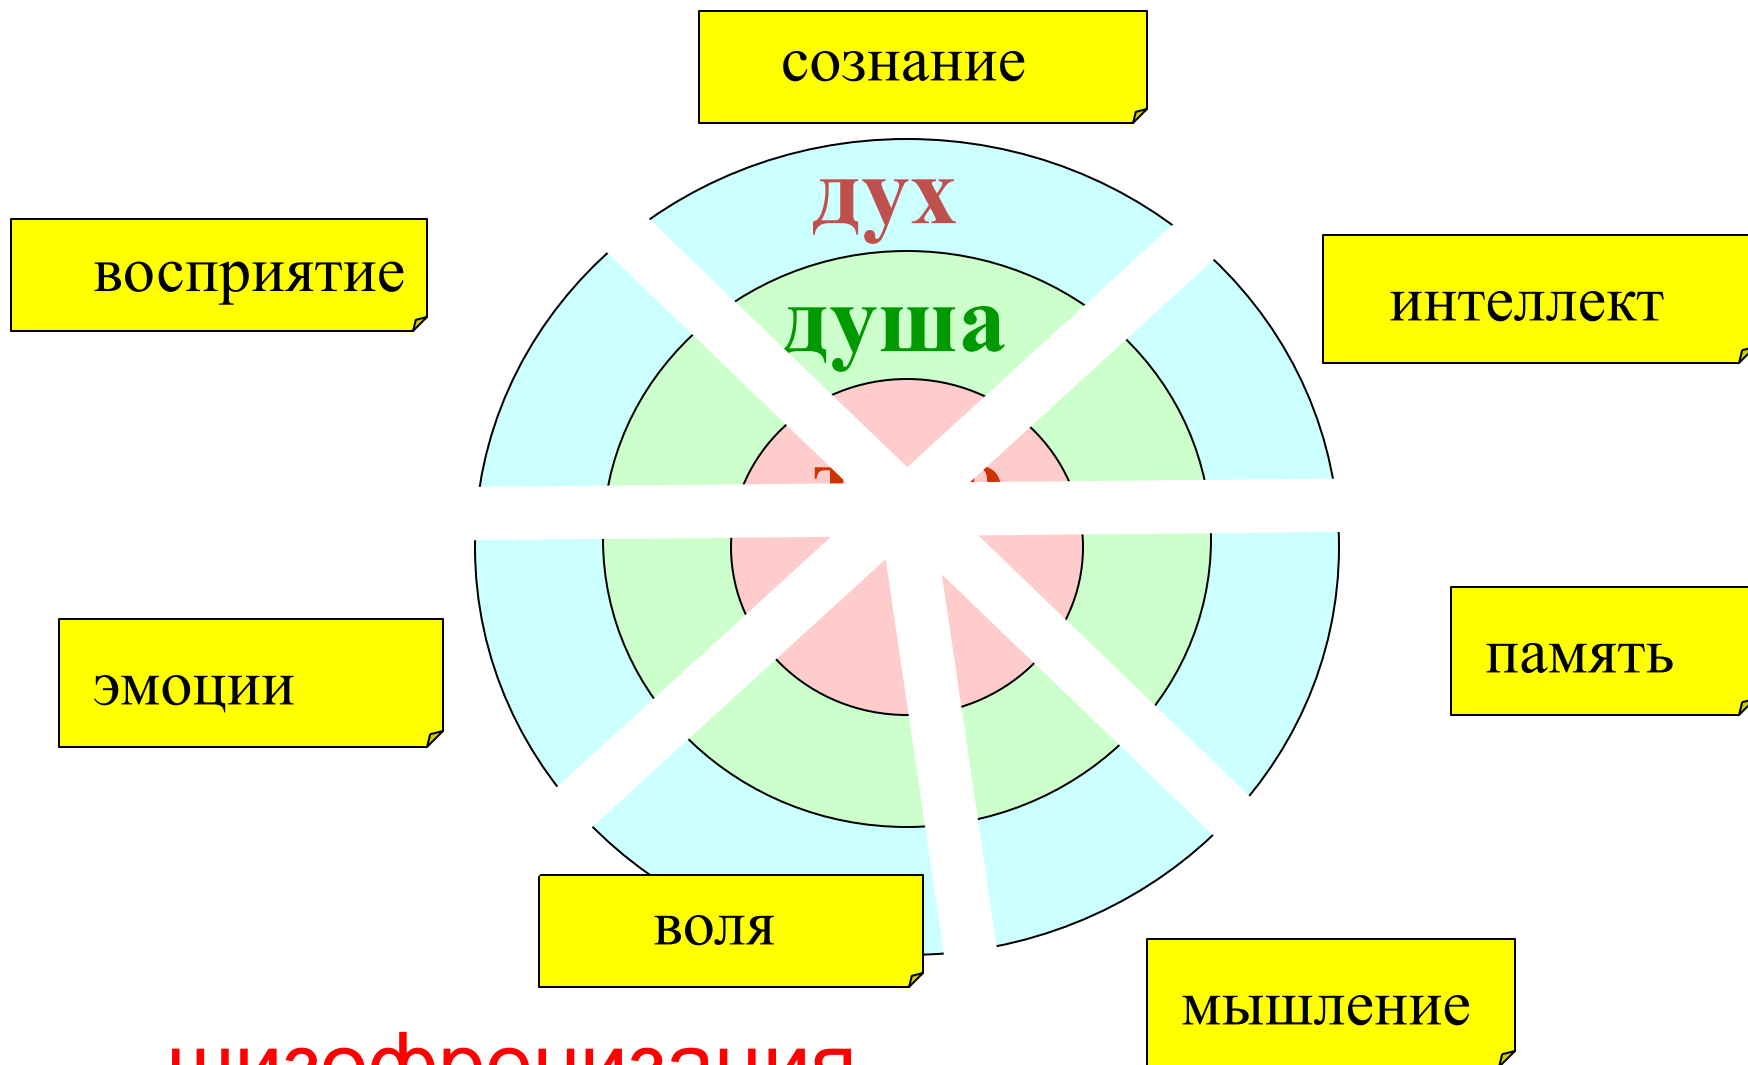 сознание
дух
восприятие
интеллект
душа
эмоции
память
воля
мышление